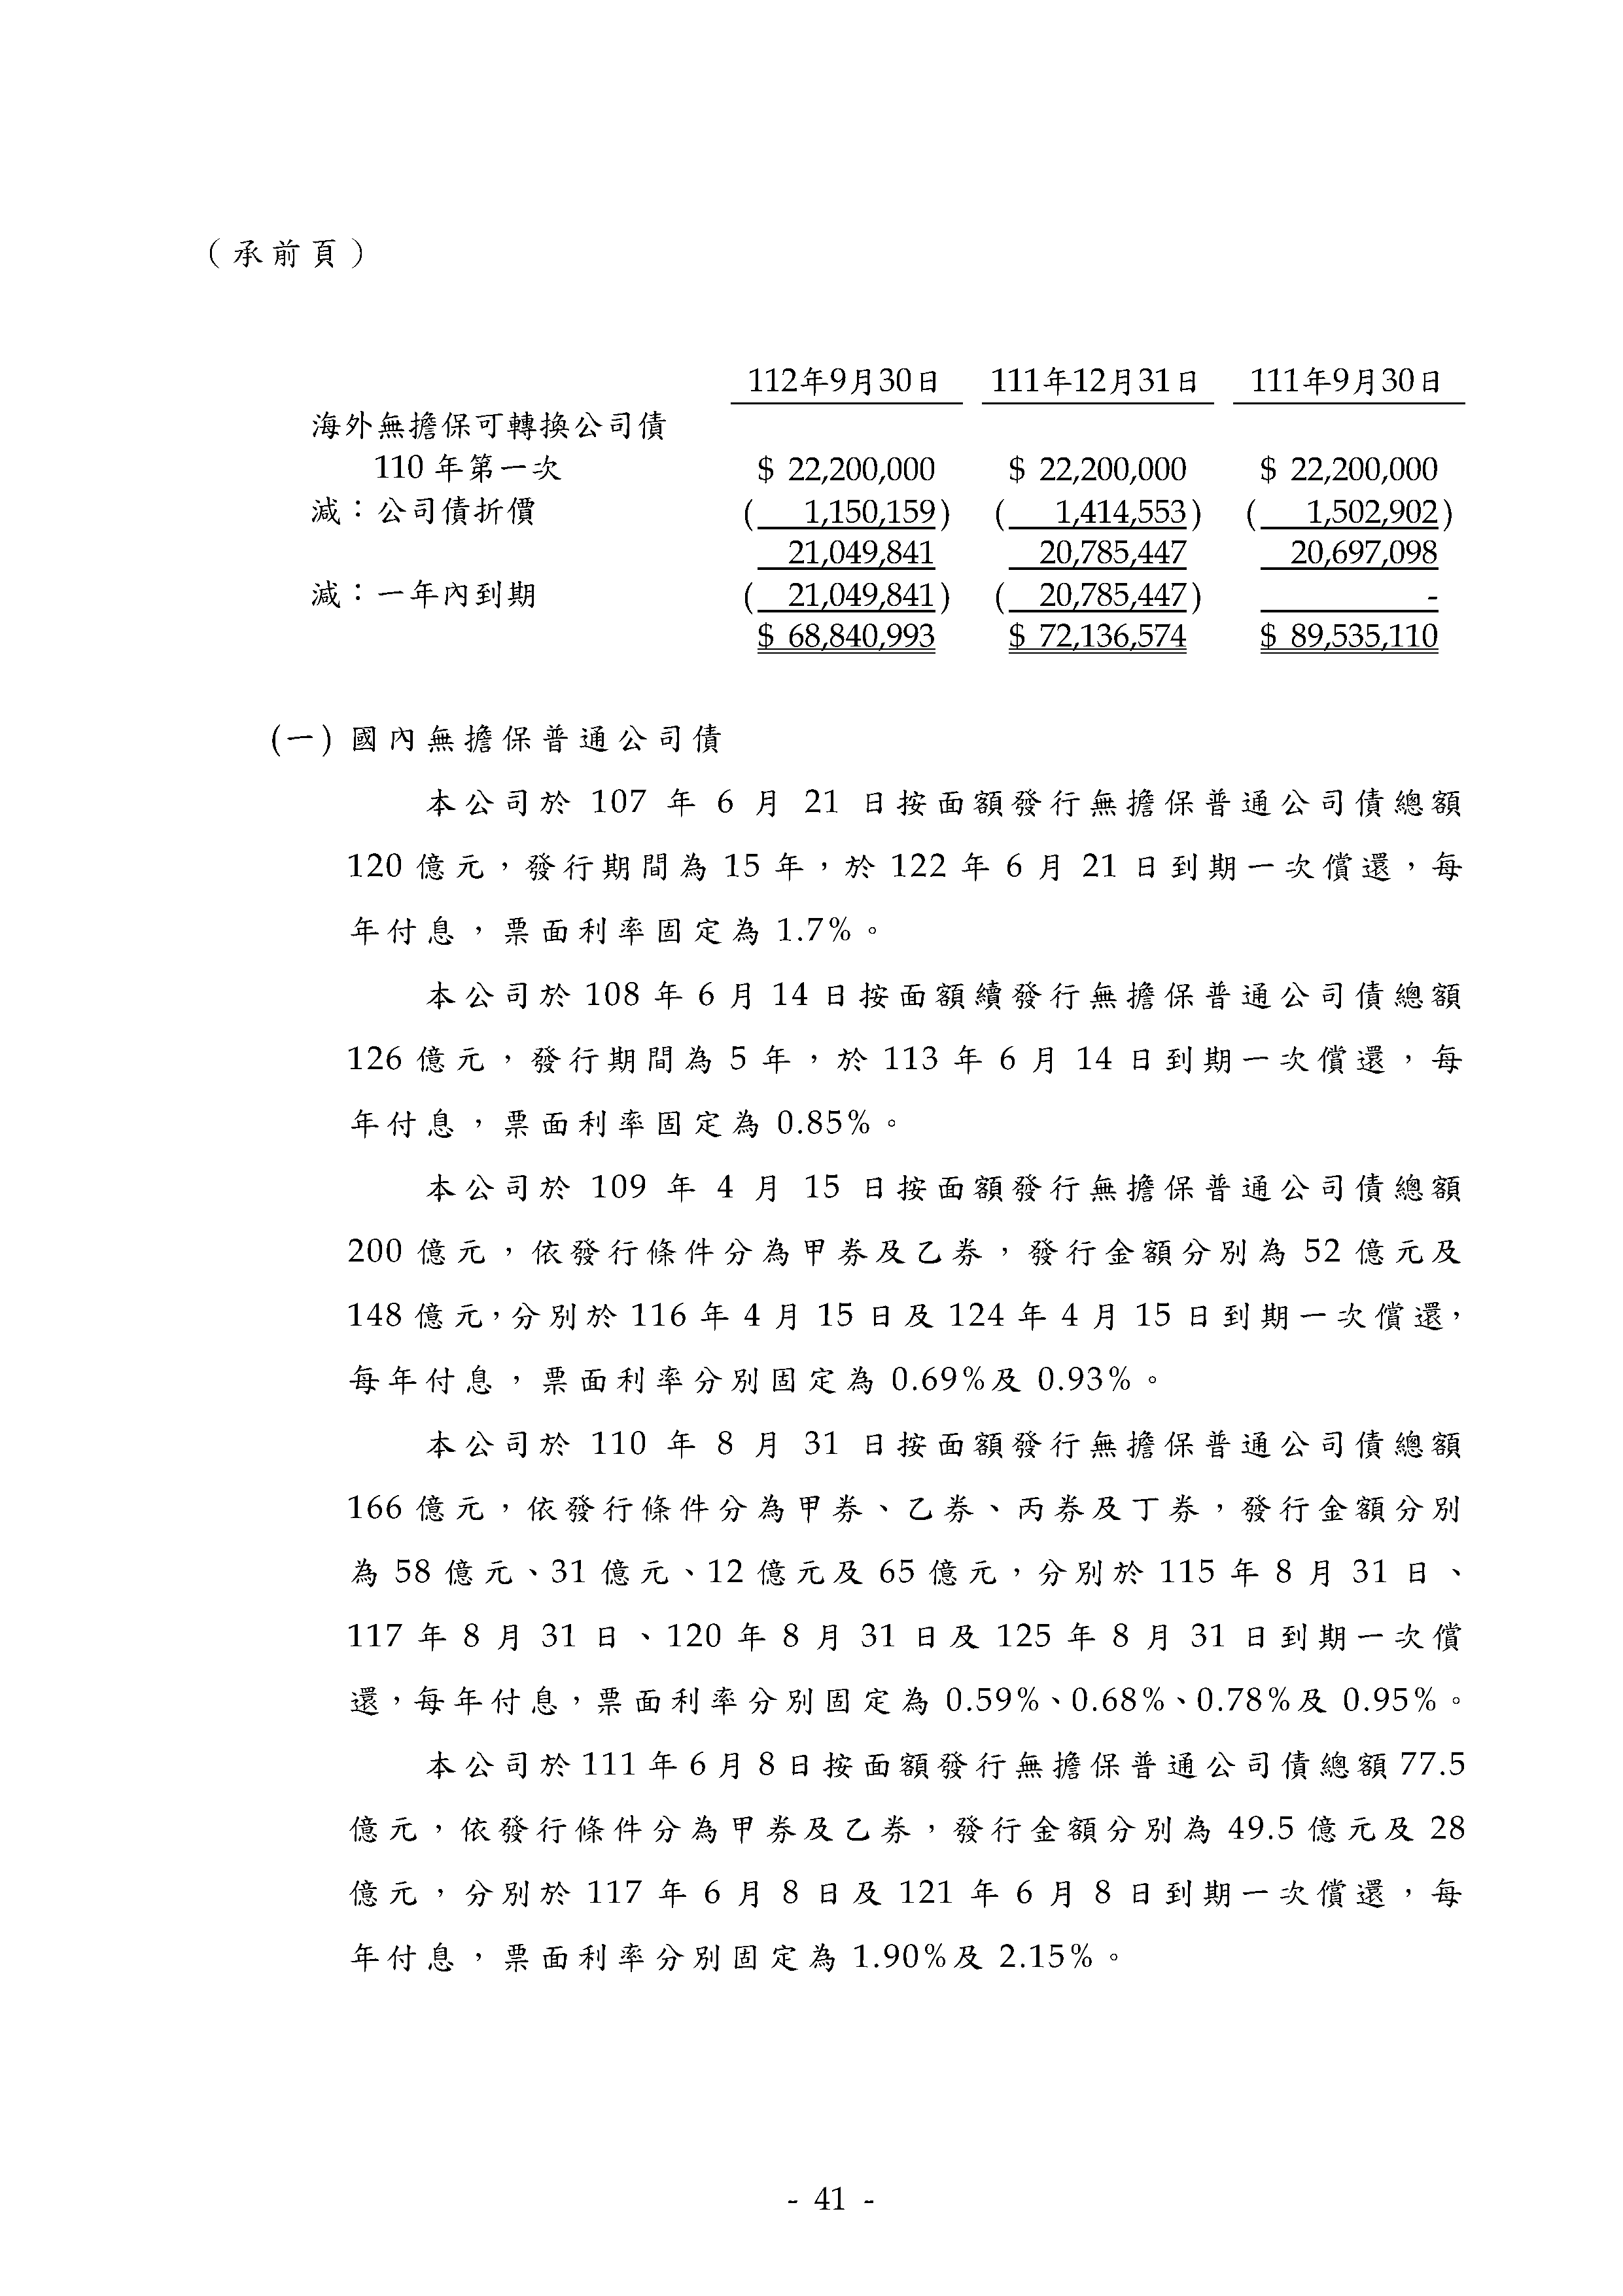 （承前頁）
112年9月30日 111年12月31日 111年9月30日
海外無擔保可轉換公司債
110 年第一次 $ 22,200,000 $ 22,200,000 $ 22,200,000
減：公司債折價 ( 1,150,159) ( 1,414,553) ( 1,502,902)
21,049,841 20,785,447 20,697,098
減：一年內到期 ( 21,049,841) ( 20,785,447) -
$ 68,840,993 $ 72,136,574 $ 89,535,110
(一) 國內無擔保普通公司債
本公司於 107 年 6 月 21 日按面額發行無擔保普通公司債總額
120 億元，發行期間為 15 年，於 122 年 6 月 21 日到期一次償還，每
年付息，票面利率固定為 1.7%。
本公司於 108 年 6 月 14 日按面額續發行無擔保普通公司債總額
126 億元，發行期間為 5 年，於 113 年 6 月 14 日到期一次償還，每
年付息，票面利率固定為 0.85%。
本公司於 109 年 4 月 15 日按面額發行無擔保普通公司債總額
200 億元，依發行條件分為甲券及乙券，發行金額分別為 52 億元及
148 億元，分別於 116 年 4 月 15 日及 124 年 4 月 15 日到期一次償還，
每年付息，票面利率分別固定為 0.69%及 0.93%。
本公司於 110 年 8 月 31 日按面額發行無擔保普通公司債總額
166 億元，依發行條件分為甲券、乙券、丙券及丁券，發行金額分別
為 58 億元、31 億元、12 億元及 65 億元，分別於 115 年 8 月 31 日、
117 年 8 月 31 日、120 年 8 月 31 日及 125 年 8 月 31 日到期一次償
還，每年付息，票面利率分別固定為 0.59%、0.68%、0.78%及 0.95%。
本公司於 111 年 6 月 8 日按面額發行無擔保普通公司債總額 77.5
億元，依發行條件分為甲券及乙券，發行金額分別為 49.5 億元及 28
億元，分別於 117 年 6 月 8 日及 121 年 6 月 8 日到期一次償還，每
年付息，票面利率分別固定為 1.90%及 2.15%。
- 41 -